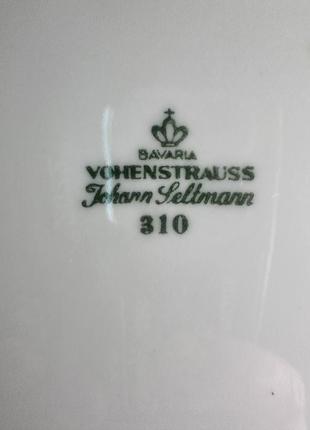 BAVARIA
VOHENSTRAUSS
Johann Seltmann
310